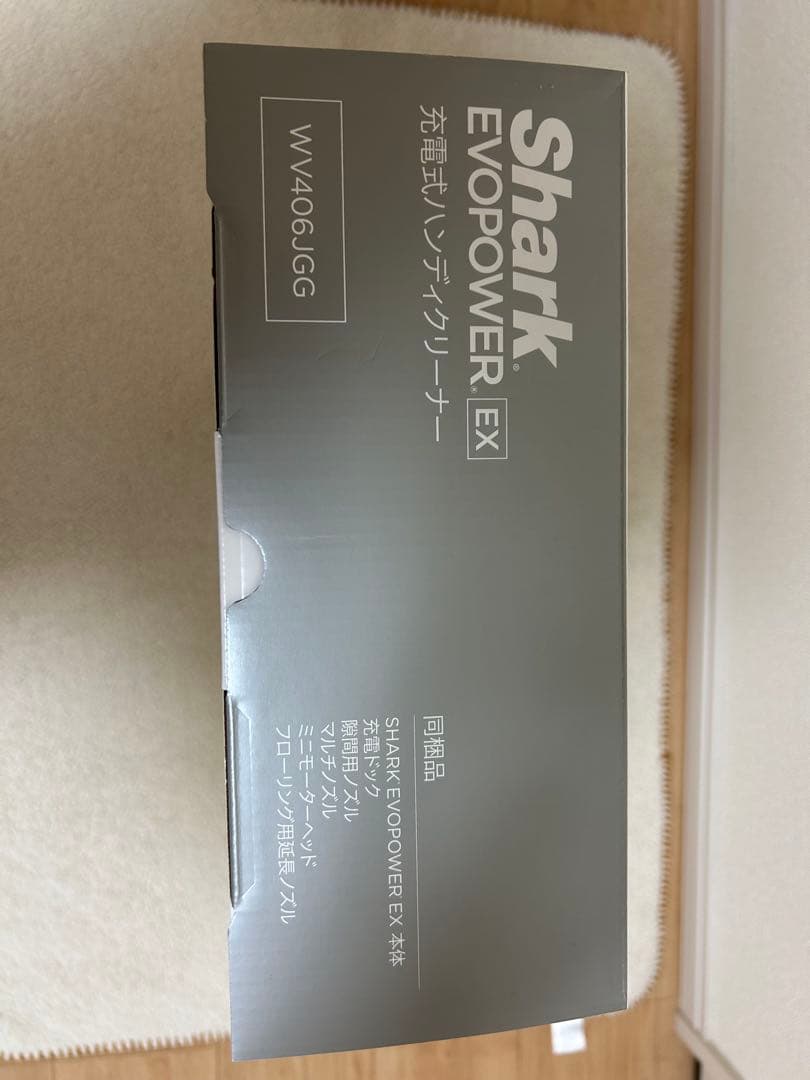 Shark®
EVOPOWER® EX
充電式ハンディクリーナー
WV406JGG
同梱品
SHARK EVOPOWER EX 本体
充電ドック
隙間用ノズル
マルチノズル
ミニモーターヘッド
フローリング用延長ノズル